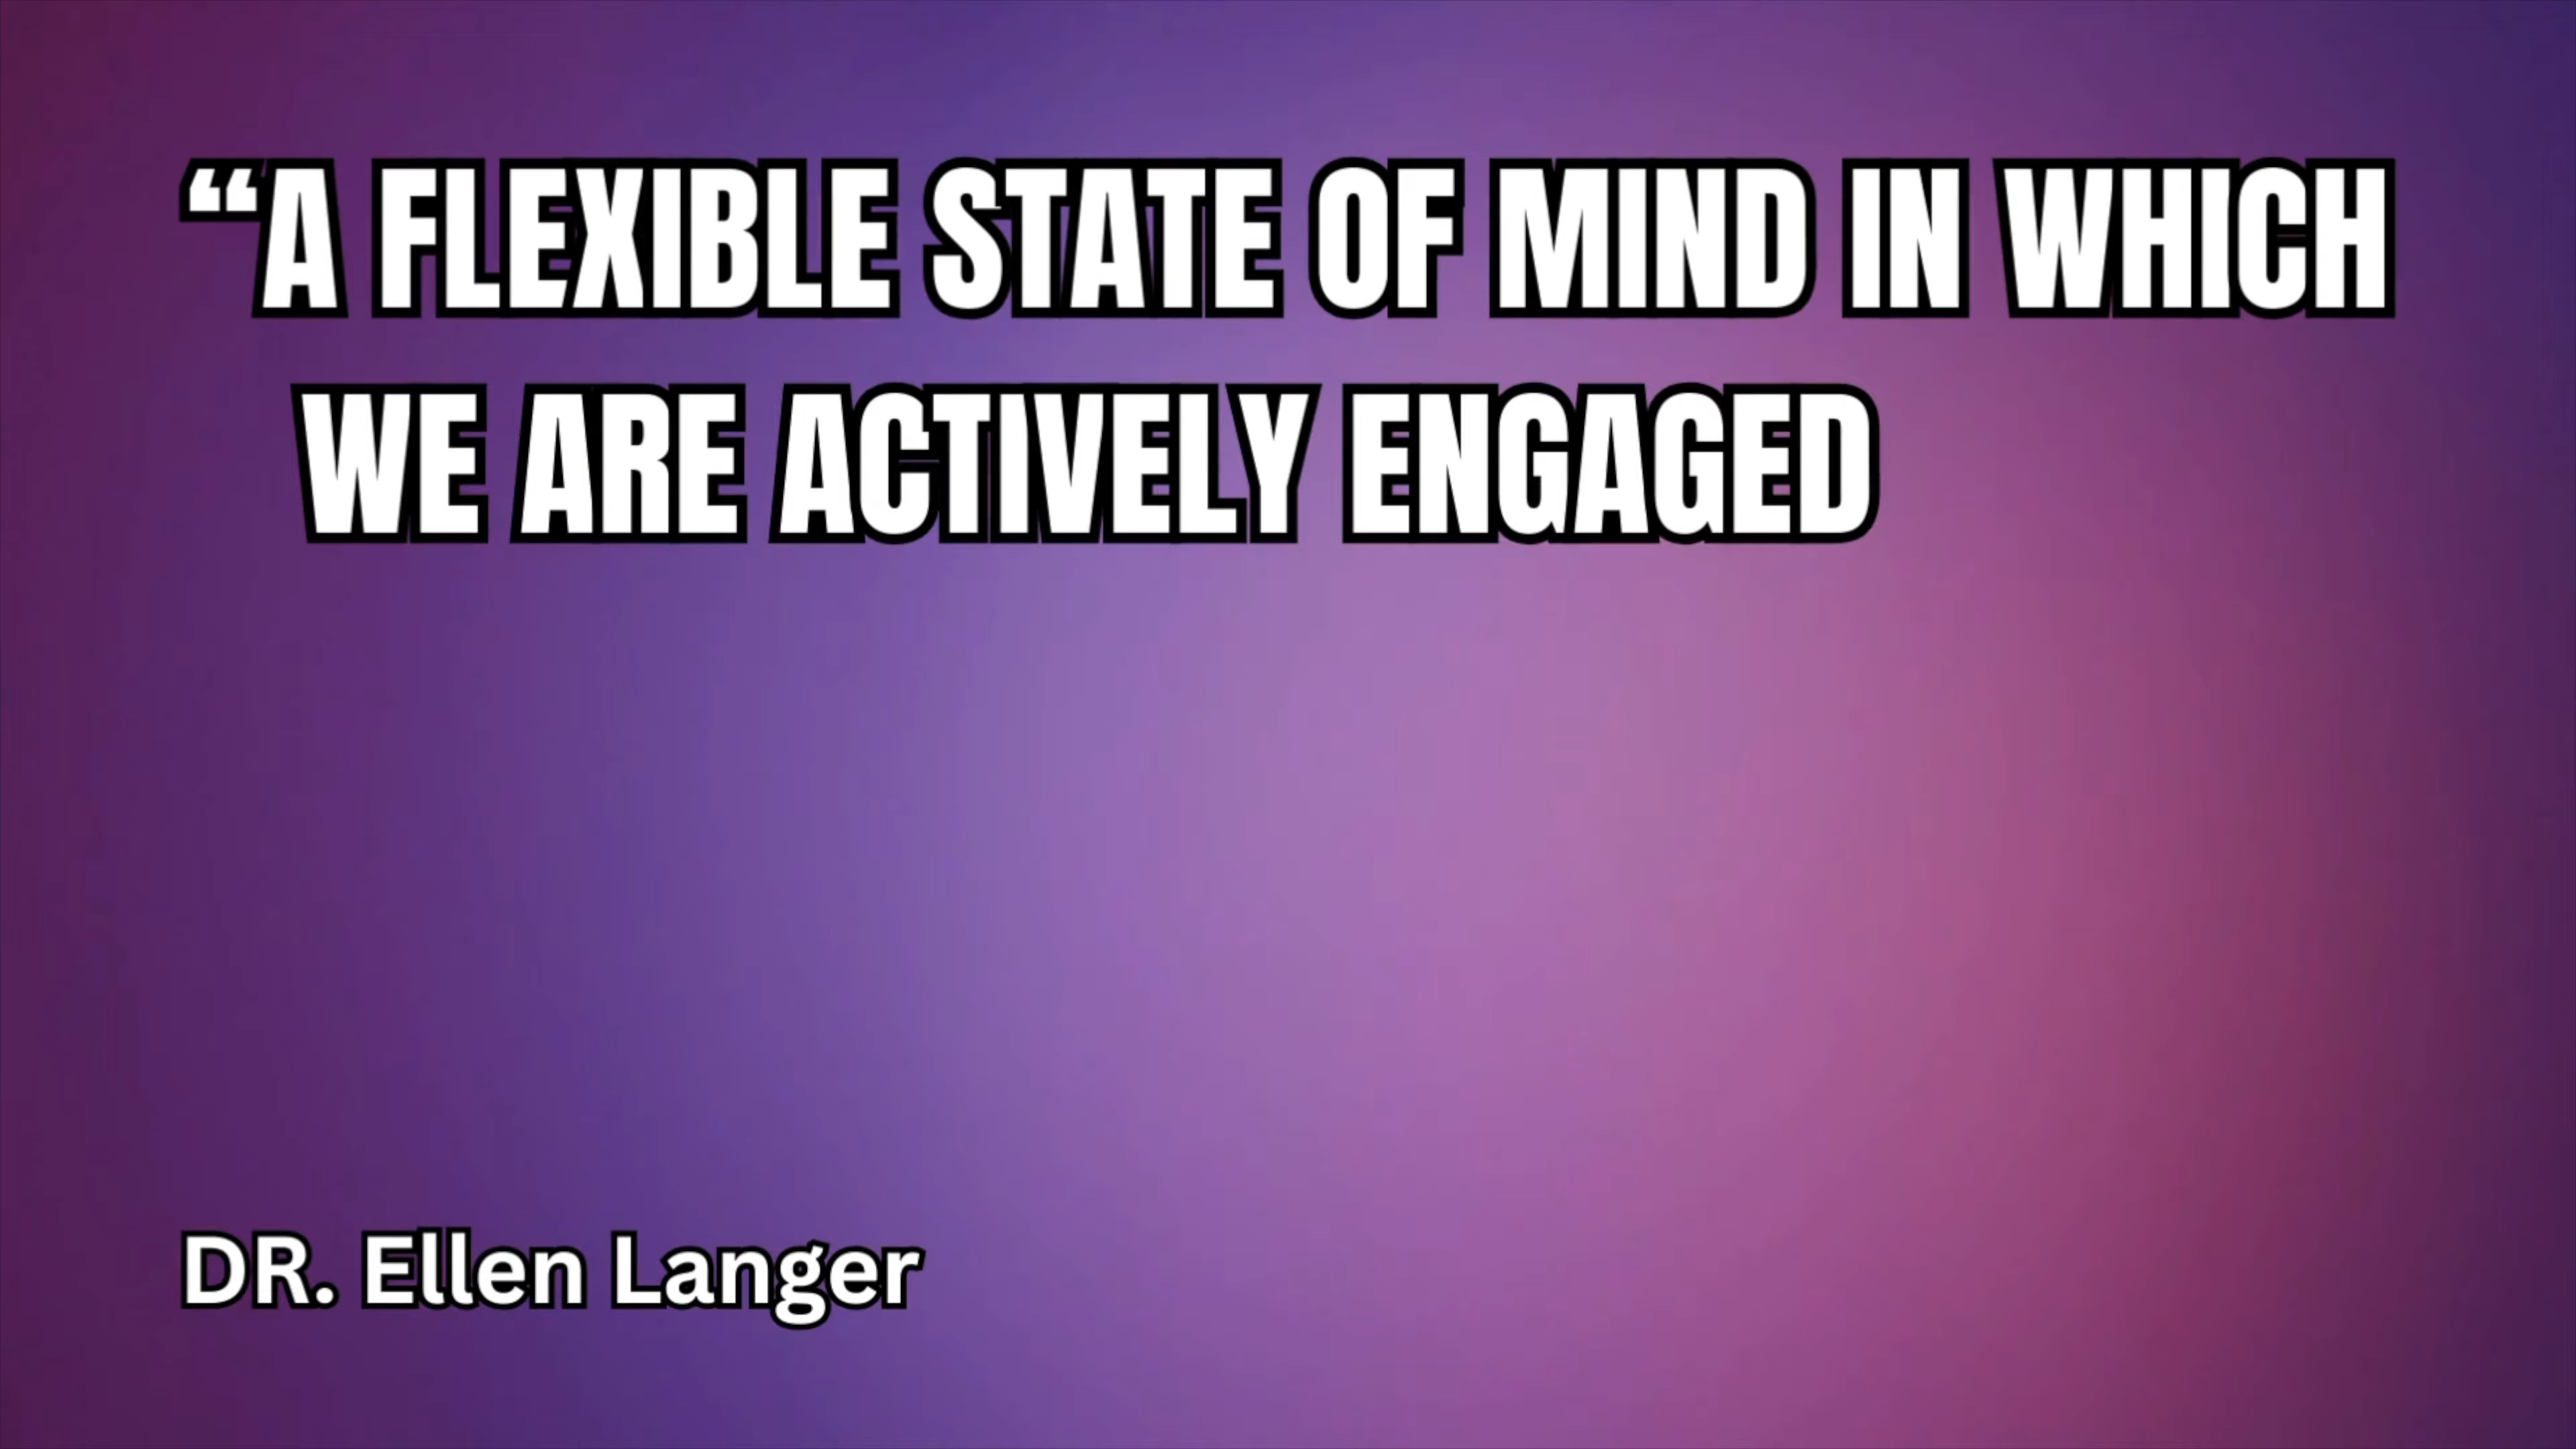 “A FLEXIBLE STATE OF MIND IN WHICH
WE ARE ACTIVELY ENGAGED
DR. Ellen Langer